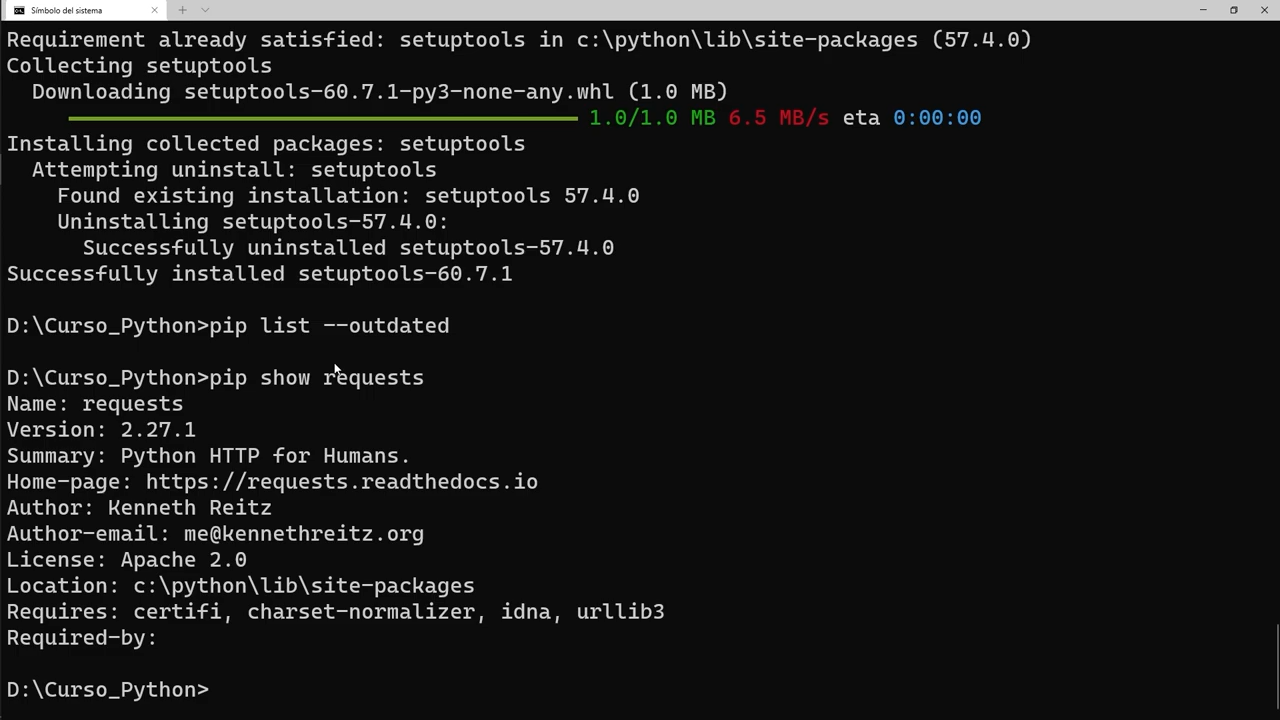 Símbolo del sistema
Requirement already satisfied: setuptools in c:\python\lib\site-packages (57.4.0)
Collecting setuptools
  Downloading setuptools-60.7.1-py3-none-any.whl (1.0 MB)
1.0/1.0 MB 6.5 MB/s eta 0:00:00
Installing collected packages: setuptools
  Attempting uninstall: setuptools
    Found existing installation: setuptools 57.4.0
    Uninstalling setuptools-57.4.0:
      Successfully uninstalled setuptools-57.4.0
Successfully installed setuptools-60.7.1
D:\Curso_Python>pip list --outdated
D:\Curso_Python>pip show requests
Name: requests
Version: 2.27.1
Summary: Python HTTP for Humans.
Home-page: https://requests.readthedocs.io
Author: Kenneth Reitz
Author-email: me@kennethreitz.org
License: Apache 2.0
Location: c:\python\lib\site-packages
Requires: certifi, charset-normalizer, idna, urllib3
Required-by:
D:\Curso_Python>